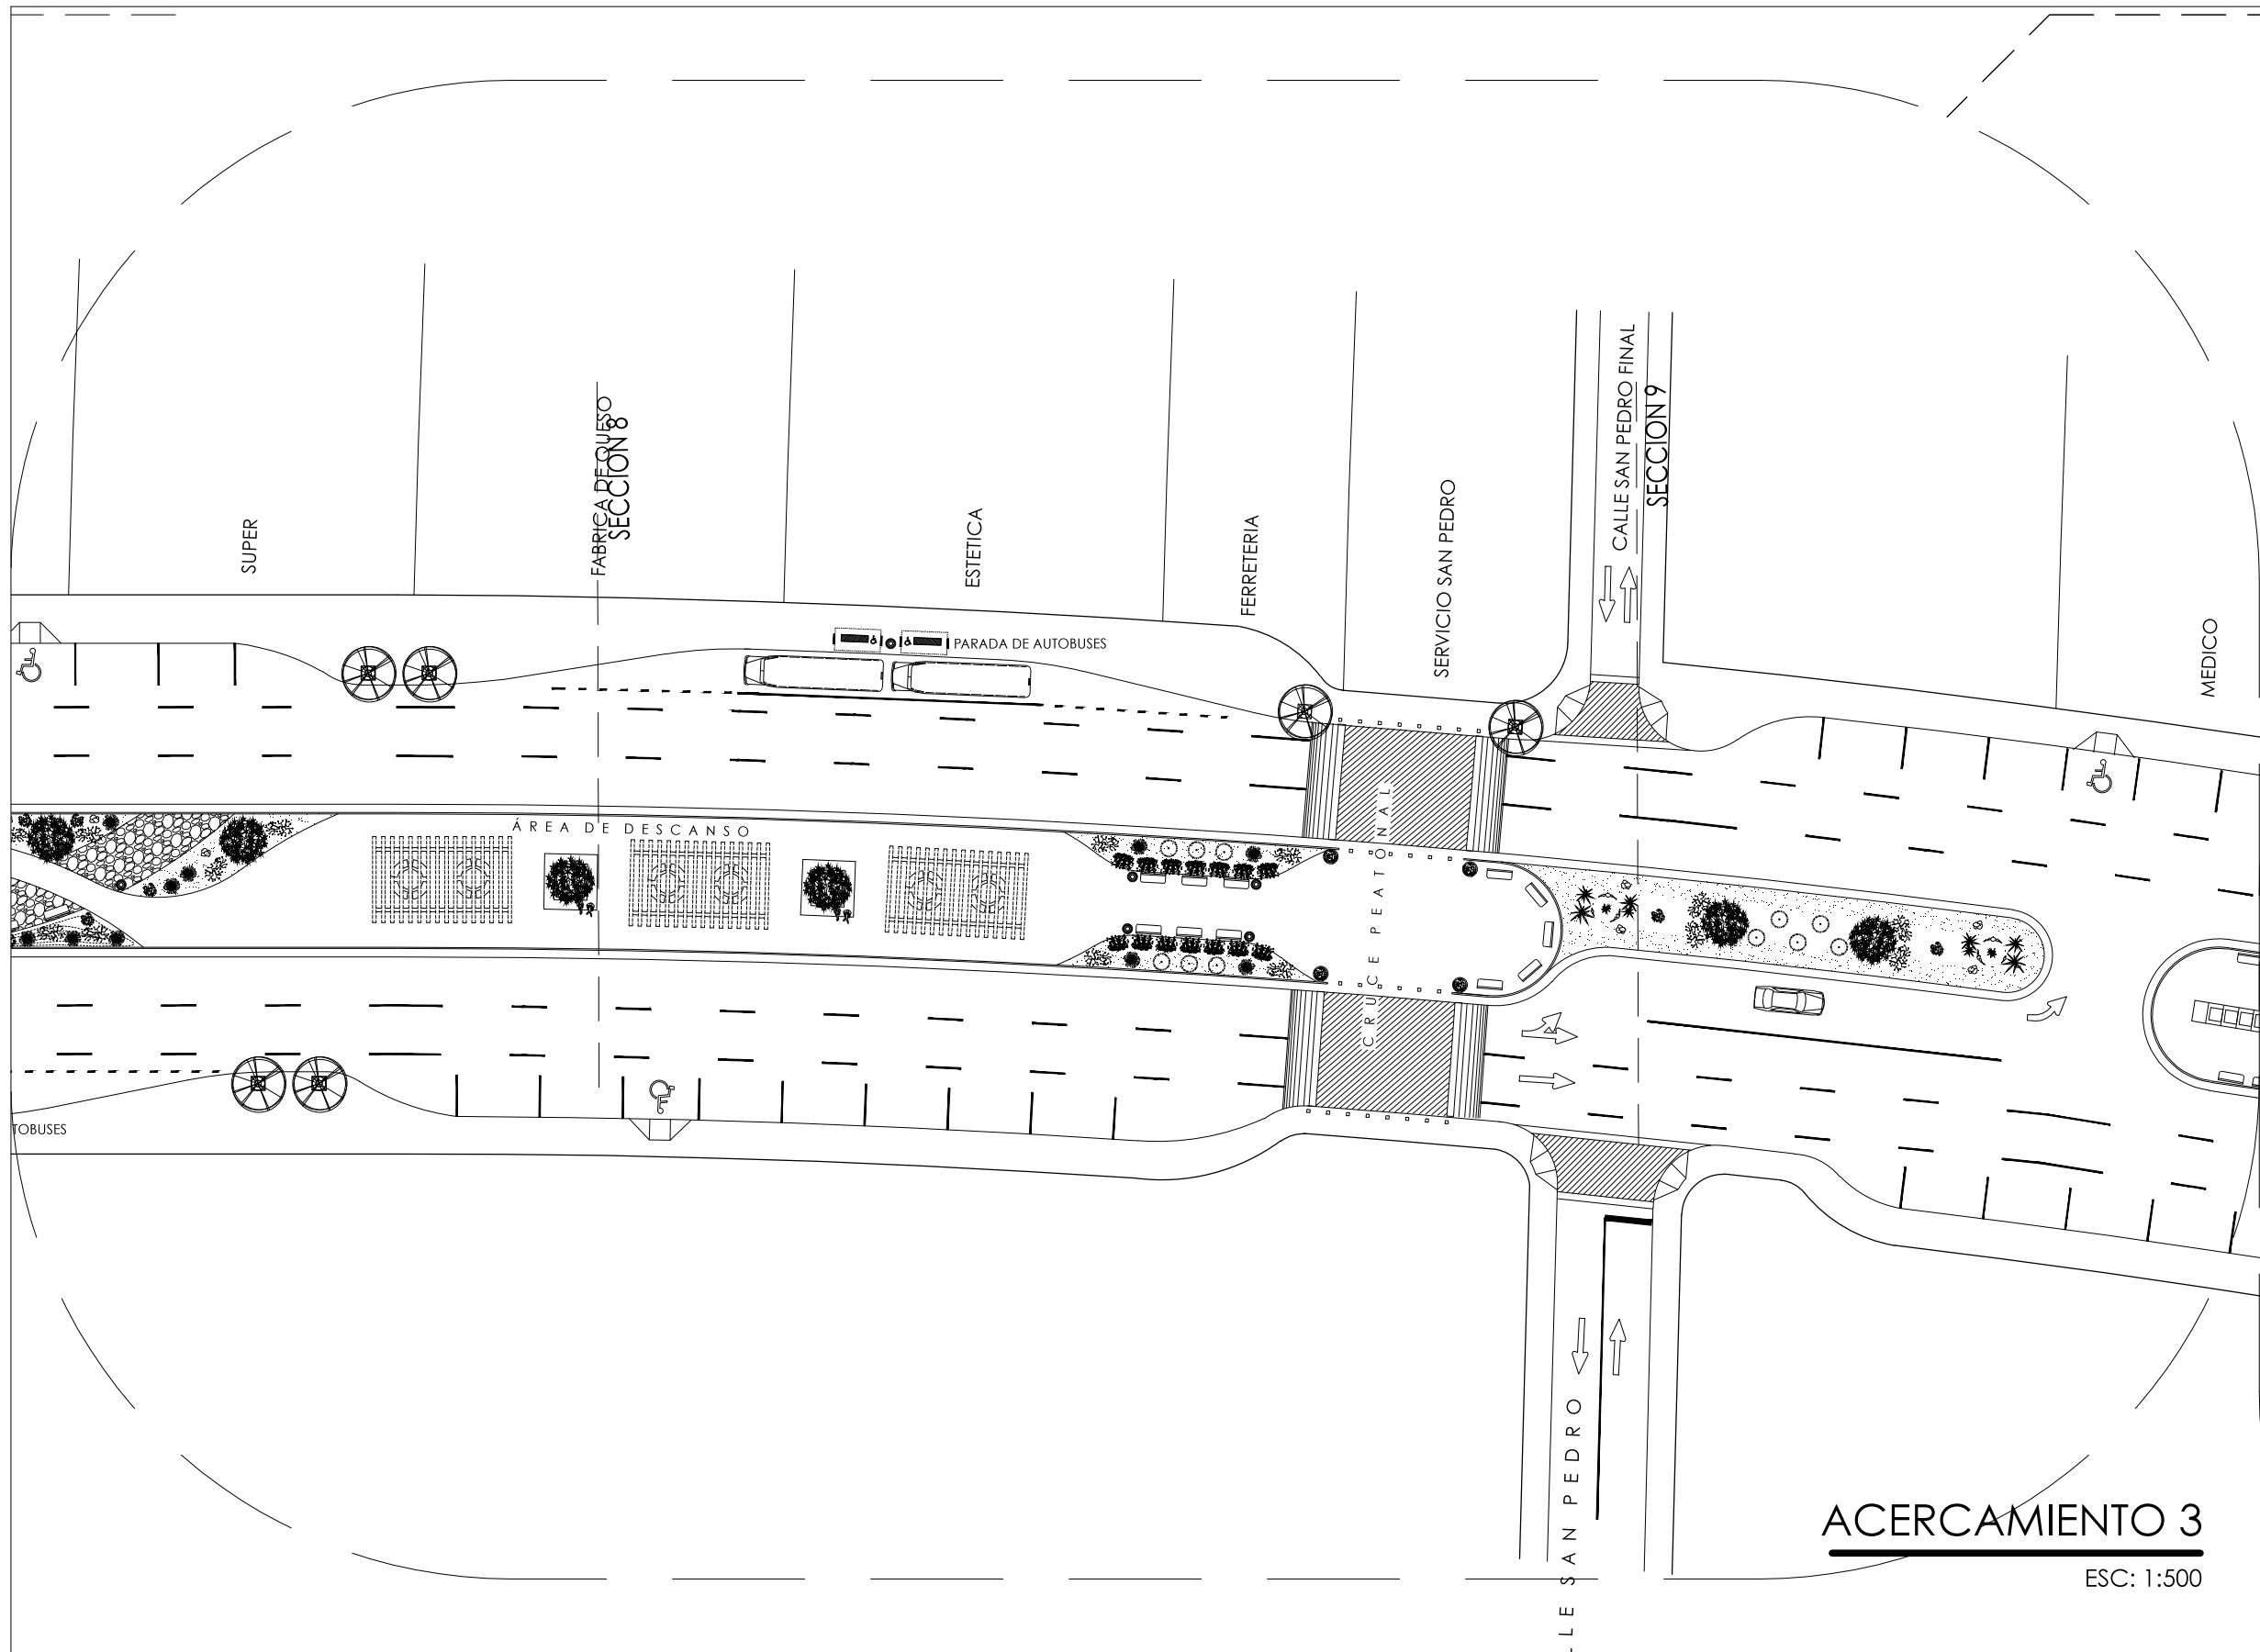 CALLE SAN PEDRO FINAL
SECCION 9
FABRICA DE QUESO
SECCION 8
SUPER
ESTETICA
FERRETERIA
SERVICIO SAN PEDRO
MEDICO
PARADA DE AUTOBUSES
ÁREA DE DESCANSO
CRUCE PEATONAL
TOBUSES
LLE SAN PEDRO
ACERCAMIENTO 3
ESC: 1:500